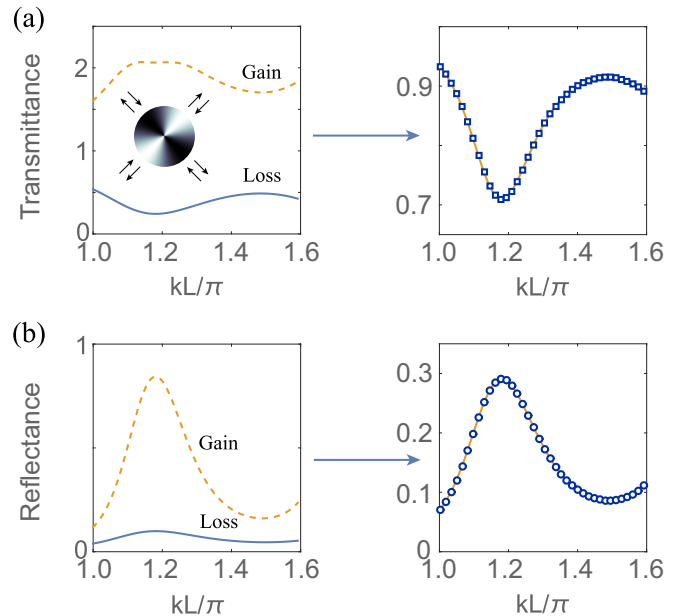 (a)
Transmittance
2
1
0
Gain
Loss
1.0 1.2 1.4 1.6
kL/π
0.9
0.7
1.0 1.2 1.4 1.6
kL/π
(b)
Reflectance
1
0
Gain
Loss
1.0 1.2 1.4 1.6
kL/π
0.3
0.2
0.1
0
1.0 1.2 1.4 1.6
kL/π